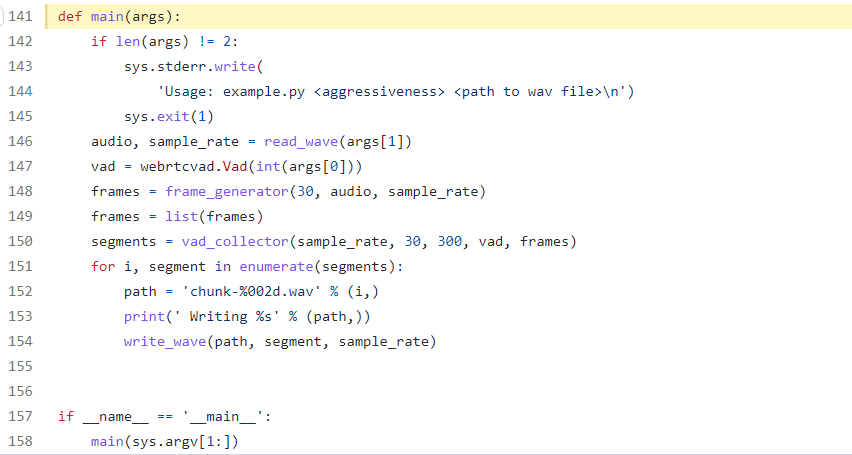 141 def main(args):
142     if len(args) != 2:
143         sys.stderr.write(
144             'Usage: example.py <aggressiveness> <path to wav file>\n')
145         sys.exit(1)
146     audio, sample_rate = read_wave(args[1])
147     vad = webrtcvad.Vad(int(args[0]))
148     frames = frame_generator(30, audio, sample_rate)
149     frames = list(frames)
150     segments = vad_collector(sample_rate, 30, 300, vad, frames)
151     for i, segment in enumerate(segments):
152         path = 'chunk-%002d.wav' % (i,)
153         print(' Writing %s' % (path,))
154         write_wave(path, segment, sample_rate)
155
156
157 if __name__ == '__main__':
158     main(sys.argv[1:])